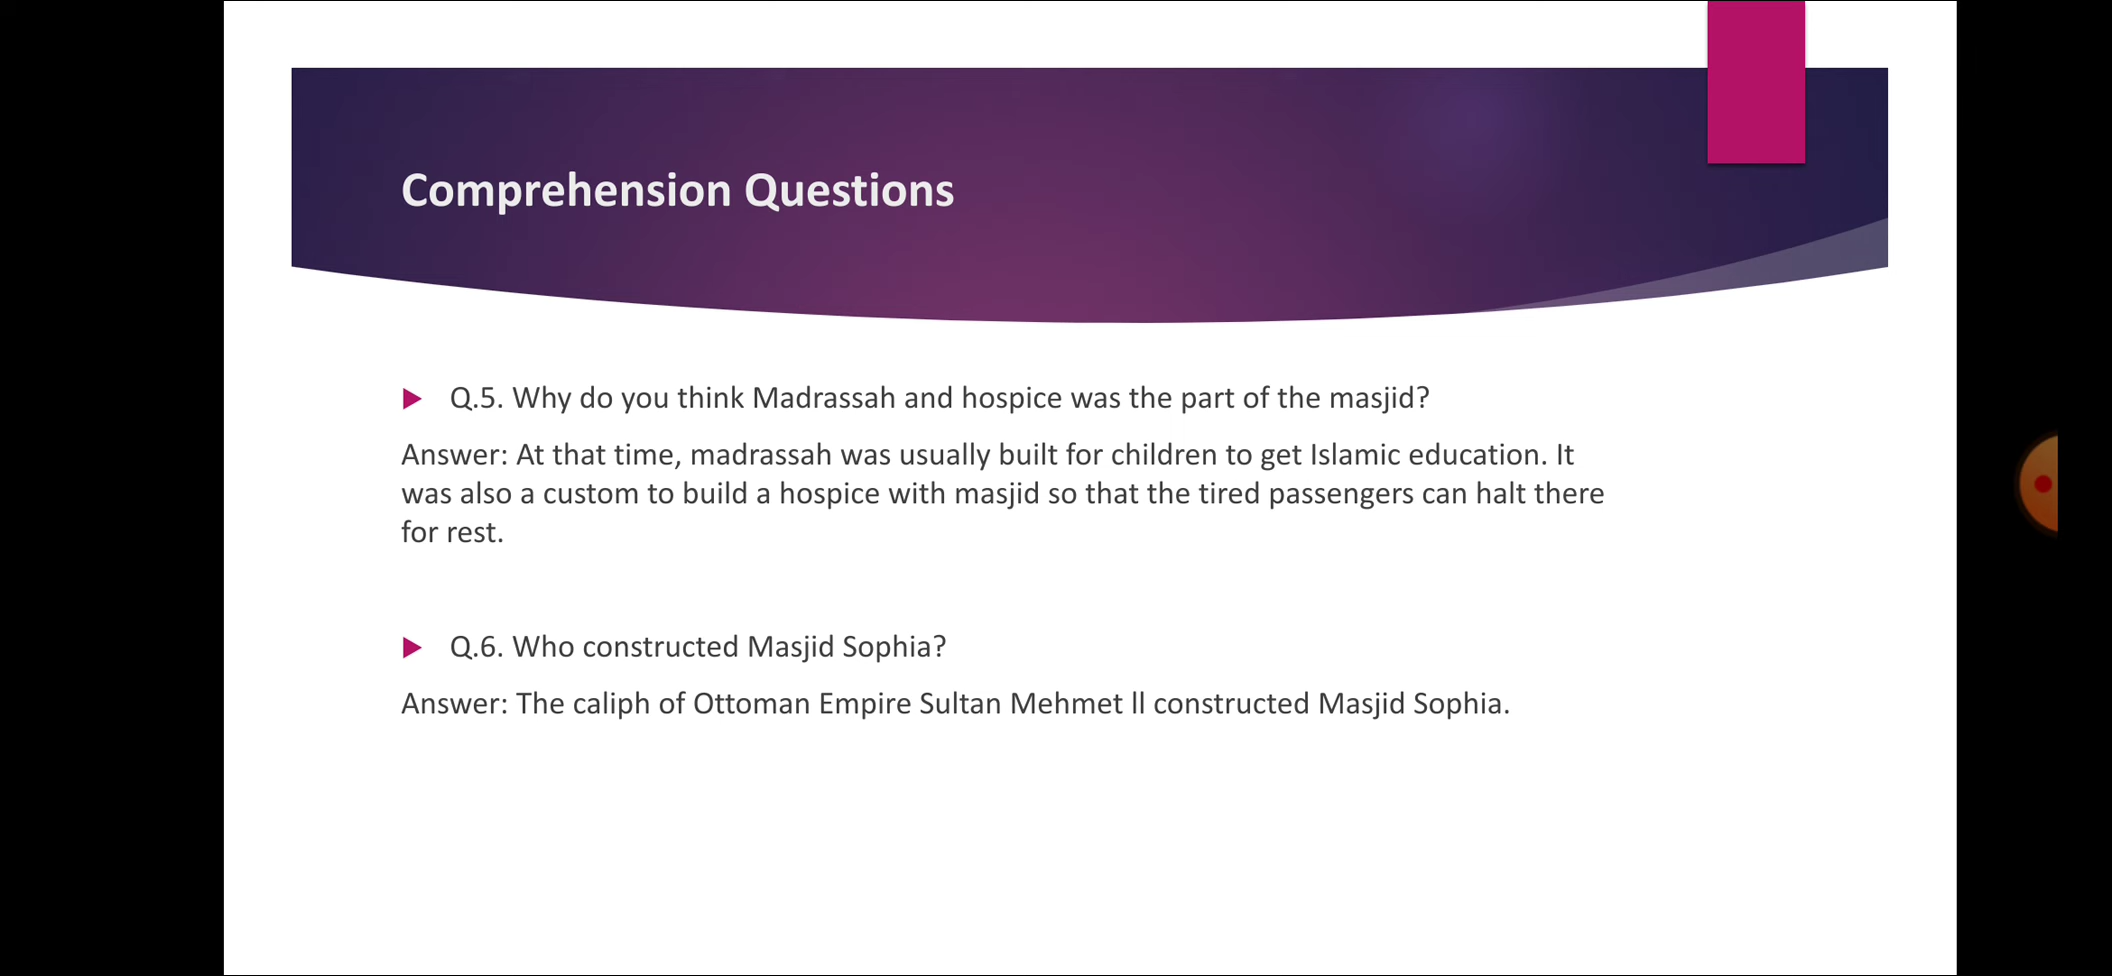 Comprehension Questions
Q.5. Why do you think Madrassah and hospice was the part of the masjid?
Answer: At that time, madrassah was usually built for children to get Islamic education. It
was also a custom to build a hospice with masjid so that the tired passengers can halt there
for rest.
Q.6. Who constructed Masjid Sophia?
Answer: The caliph of Ottoman Empire Sultan Mehmet ll constructed Masjid Sophia.